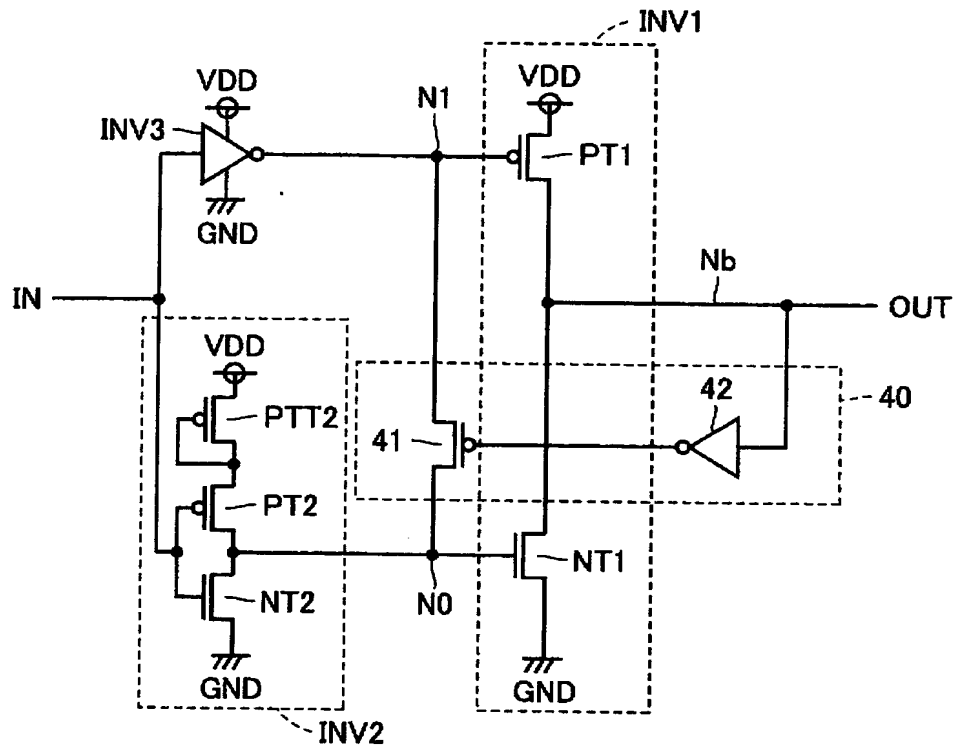 INV1
VDD
VDD
N1
INV3
PT1
GND
Nb
IN
OUT
VDD
42
40
PTT2
41
PT2
NT1
NT2
N0
GND
GND
INV2